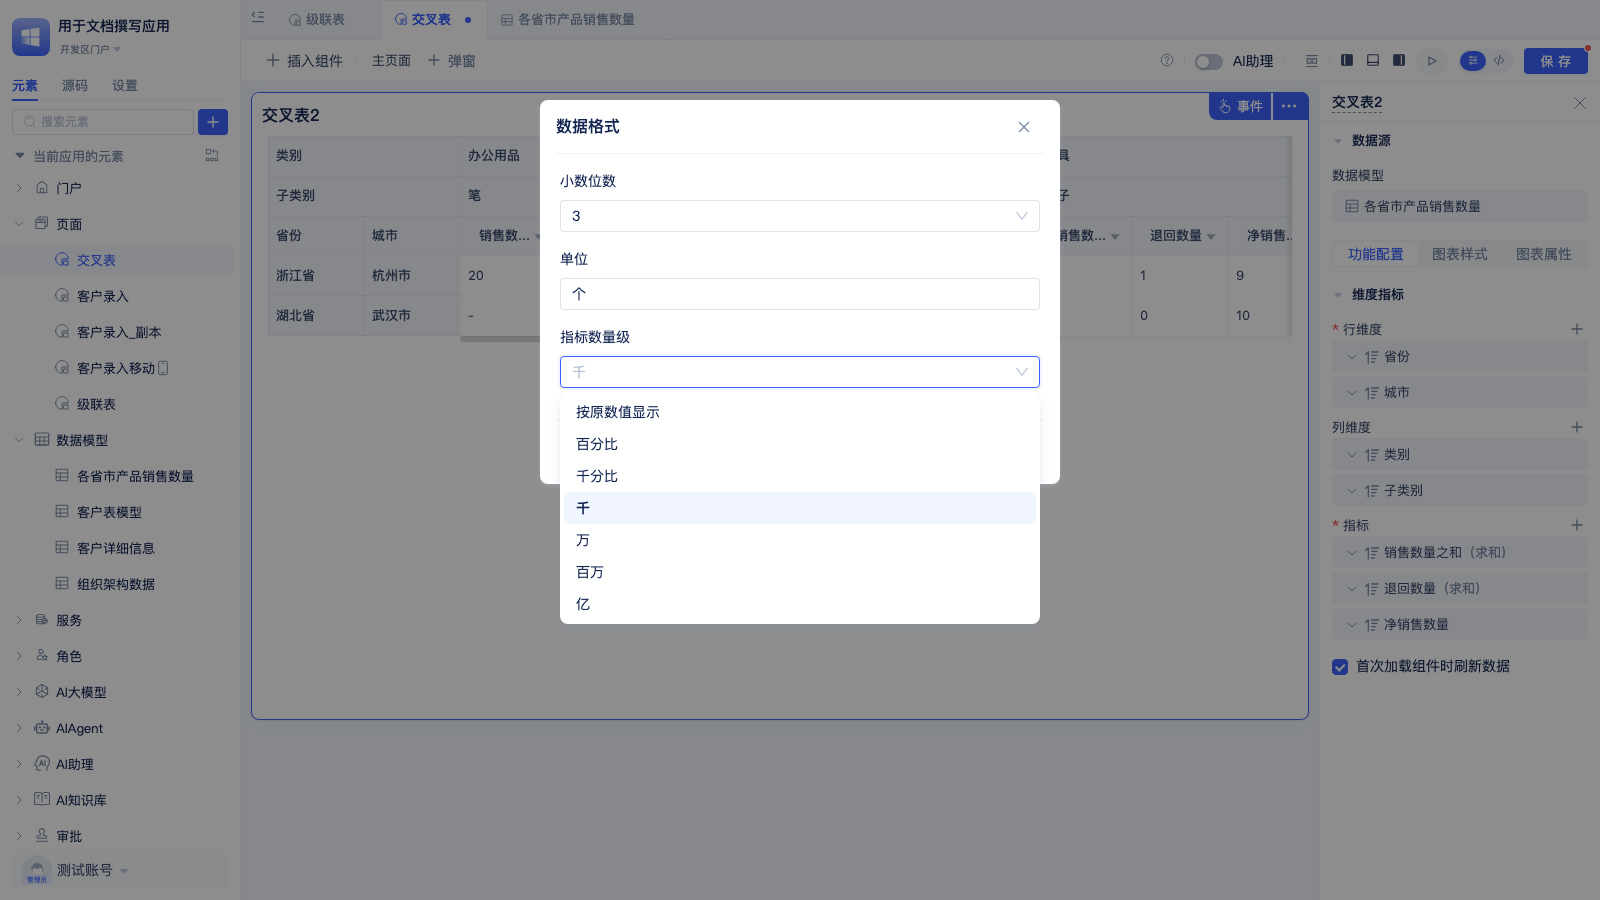 用于文档撰写应用
开发区门户
元素 源码 设置
搜索元素
当前应用的元素
门户
页面
交叉表
客户录入
客户录入_副本
客户录入移动
级联表
数据模型
各省市产品销售数量
客户表模型
客户详细信息
组织架构数据
服务
角色
AI大模型
AIAgent
AI助理
AI知识库
审批
管理员
测试账号
级联表 交叉表 各省市产品销售数量
插入组件 主页面 弹窗
AI助理
保 存
交叉表2
事件
类别 办公用品 具
子类别 笔 子
省份 城市 销售数... 销售数... 退回数量 净销售...
浙江省 杭州市 20 1 9
湖北省 武汉市 - 0 10
数据格式
小数位数
3
单位
个
指标数量级
千
按原数值显示
百分比
千分比
千
万
百万
亿
交叉表2
数据源
数据模型
各省市产品销售数量
功能配置 图表样式 图表属性
维度指标
* 行维度
省份
城市
列维度
类别
子类别
* 指标
销售数量之和（求和）
退回数量（求和）
净销售数量
首次加载组件时刷新数据